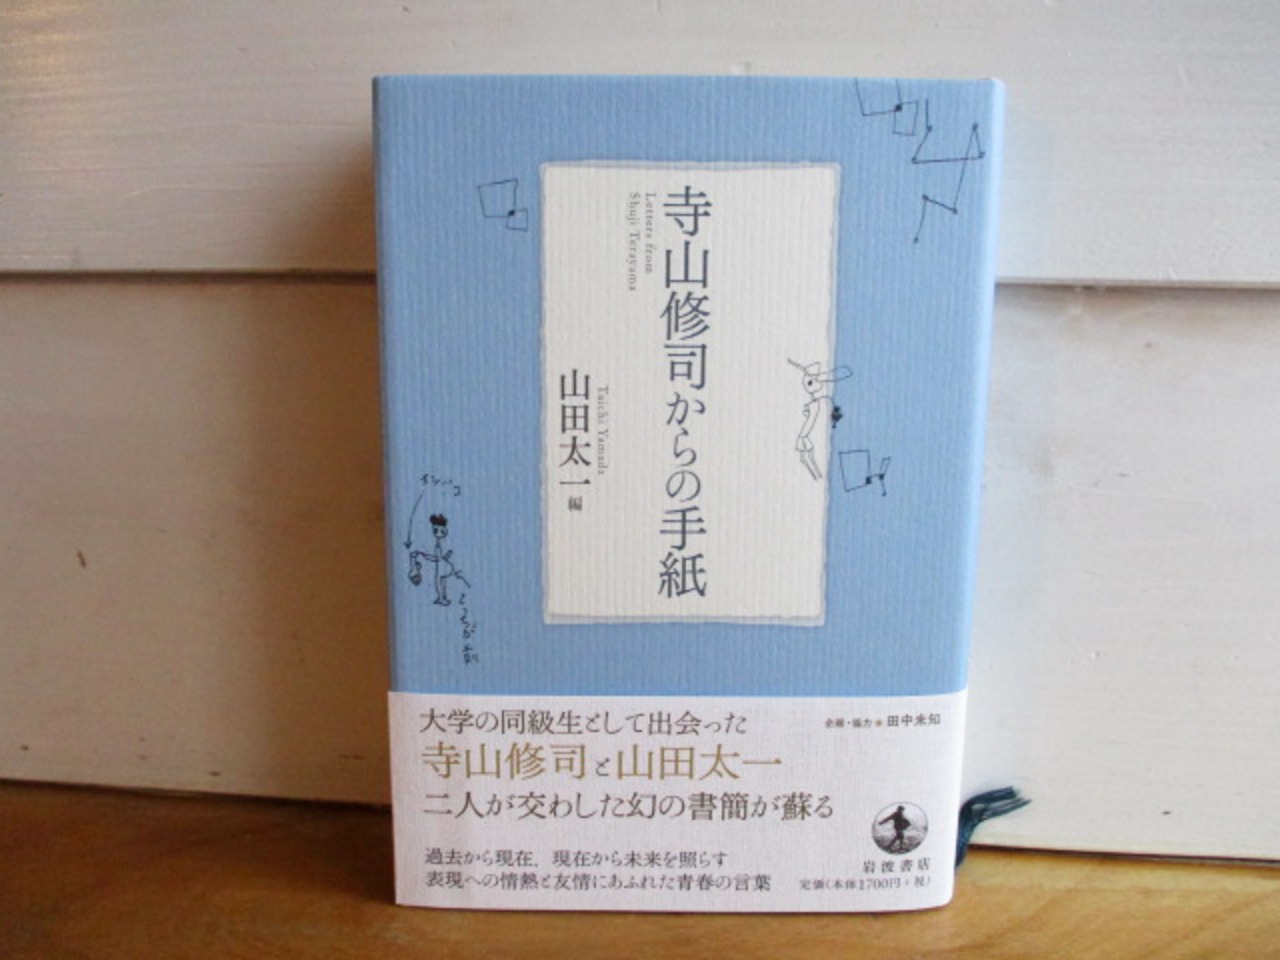 寺山修司からの手紙
Letters from
Shuji Terayama
山田太一 編
Taichi Yamada
大学の同級生として出会った
寺山修司と山田太一
二人が交わした幻の書簡が蘇る
過去から現在、現在から未来を照らす
表現への情熱と友情にあふれた青春の言葉
企画・協力●田中未知
岩波書店
定価(本体1700円+税)